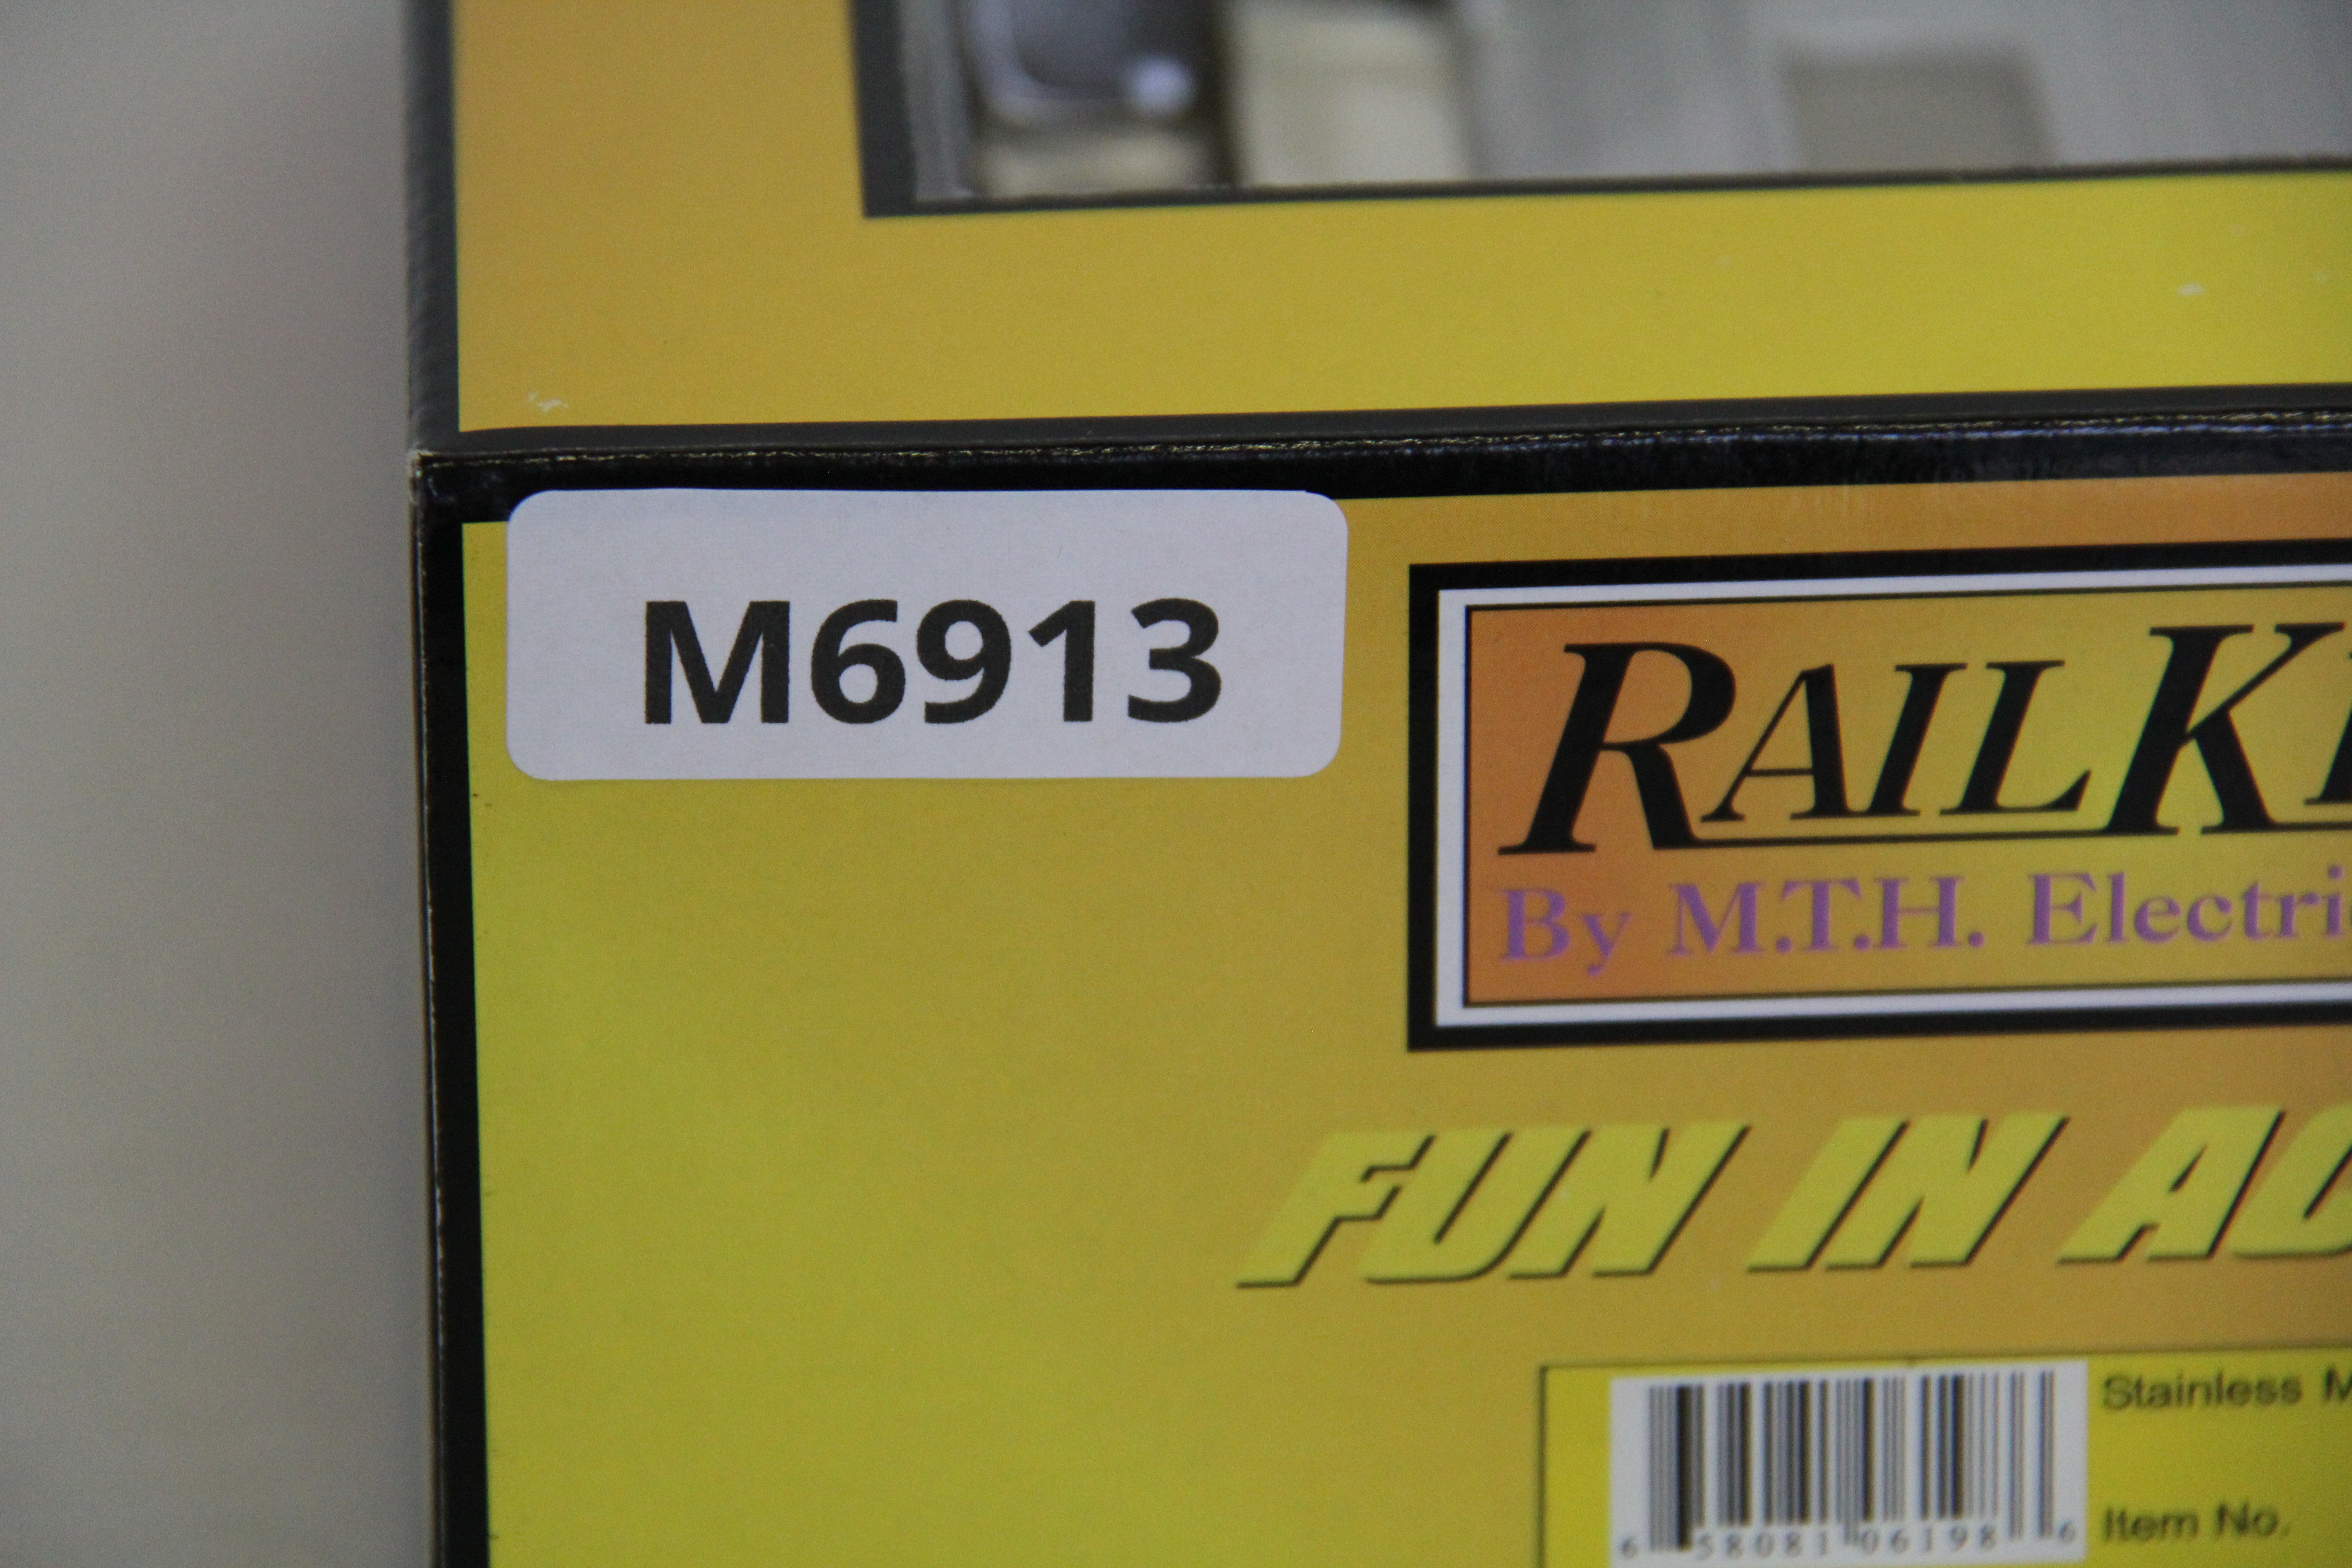 M6913
RAILK
By M.T.H. Electri
FUN IN AC
Stainless M
Item No.
6 58081 06198 6